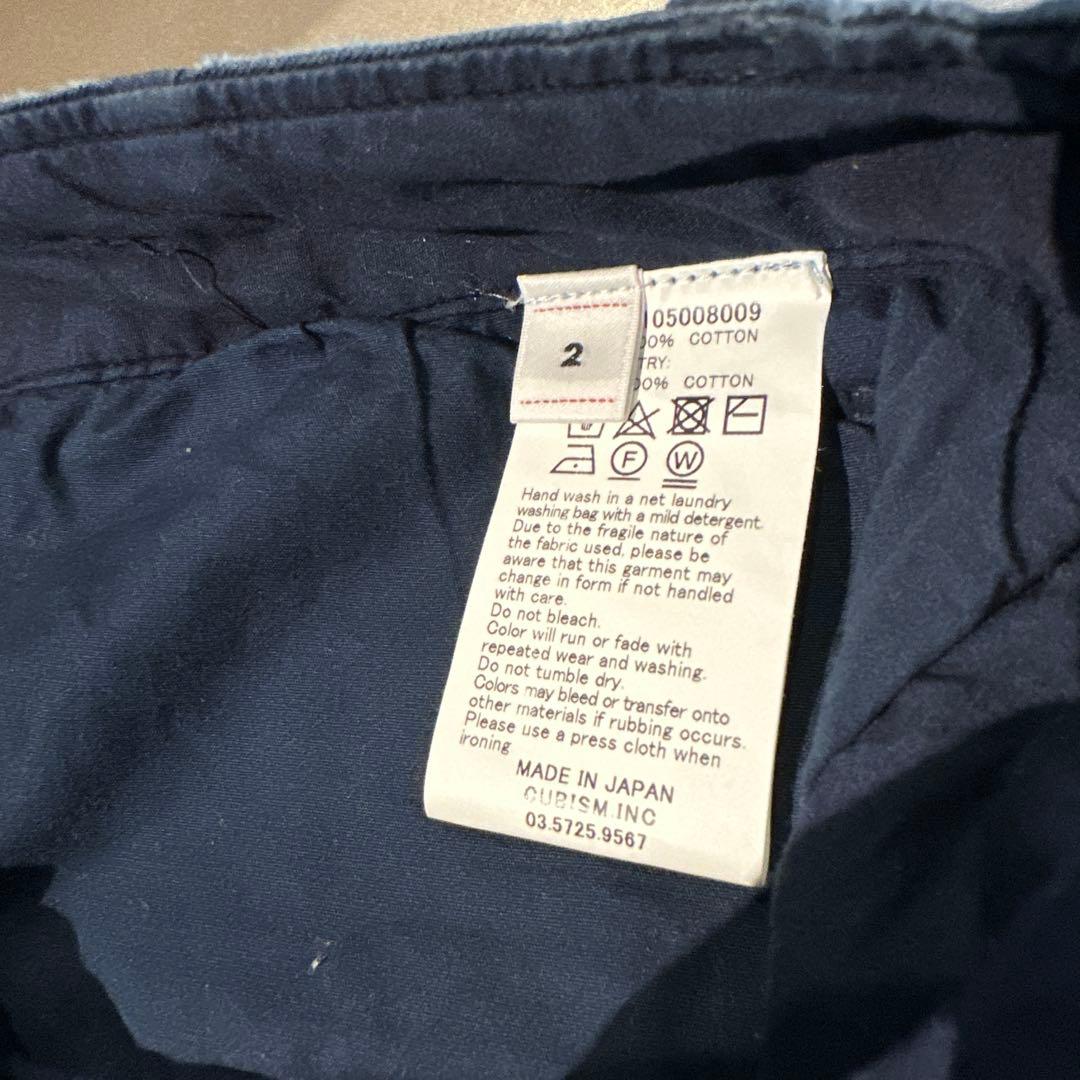 2
05008009
00% COTTON
TRY:
00% COTTON
F W
Hand wash in a net laundry
washing bag with a mild detergent.
Due to the fragile nature of
the fabric used, please be
aware that this garment may
change in form if not handled
with care.
Do not bleach.
Color will run or fade with
repeated wear and washing.
Do not tumble dry.
Colors may bleed or transfer onto
other materials if rubbing occurs.
Please use a press cloth when
ironing
MADE IN JAPAN
CUBISM.INC
03.5725.9567